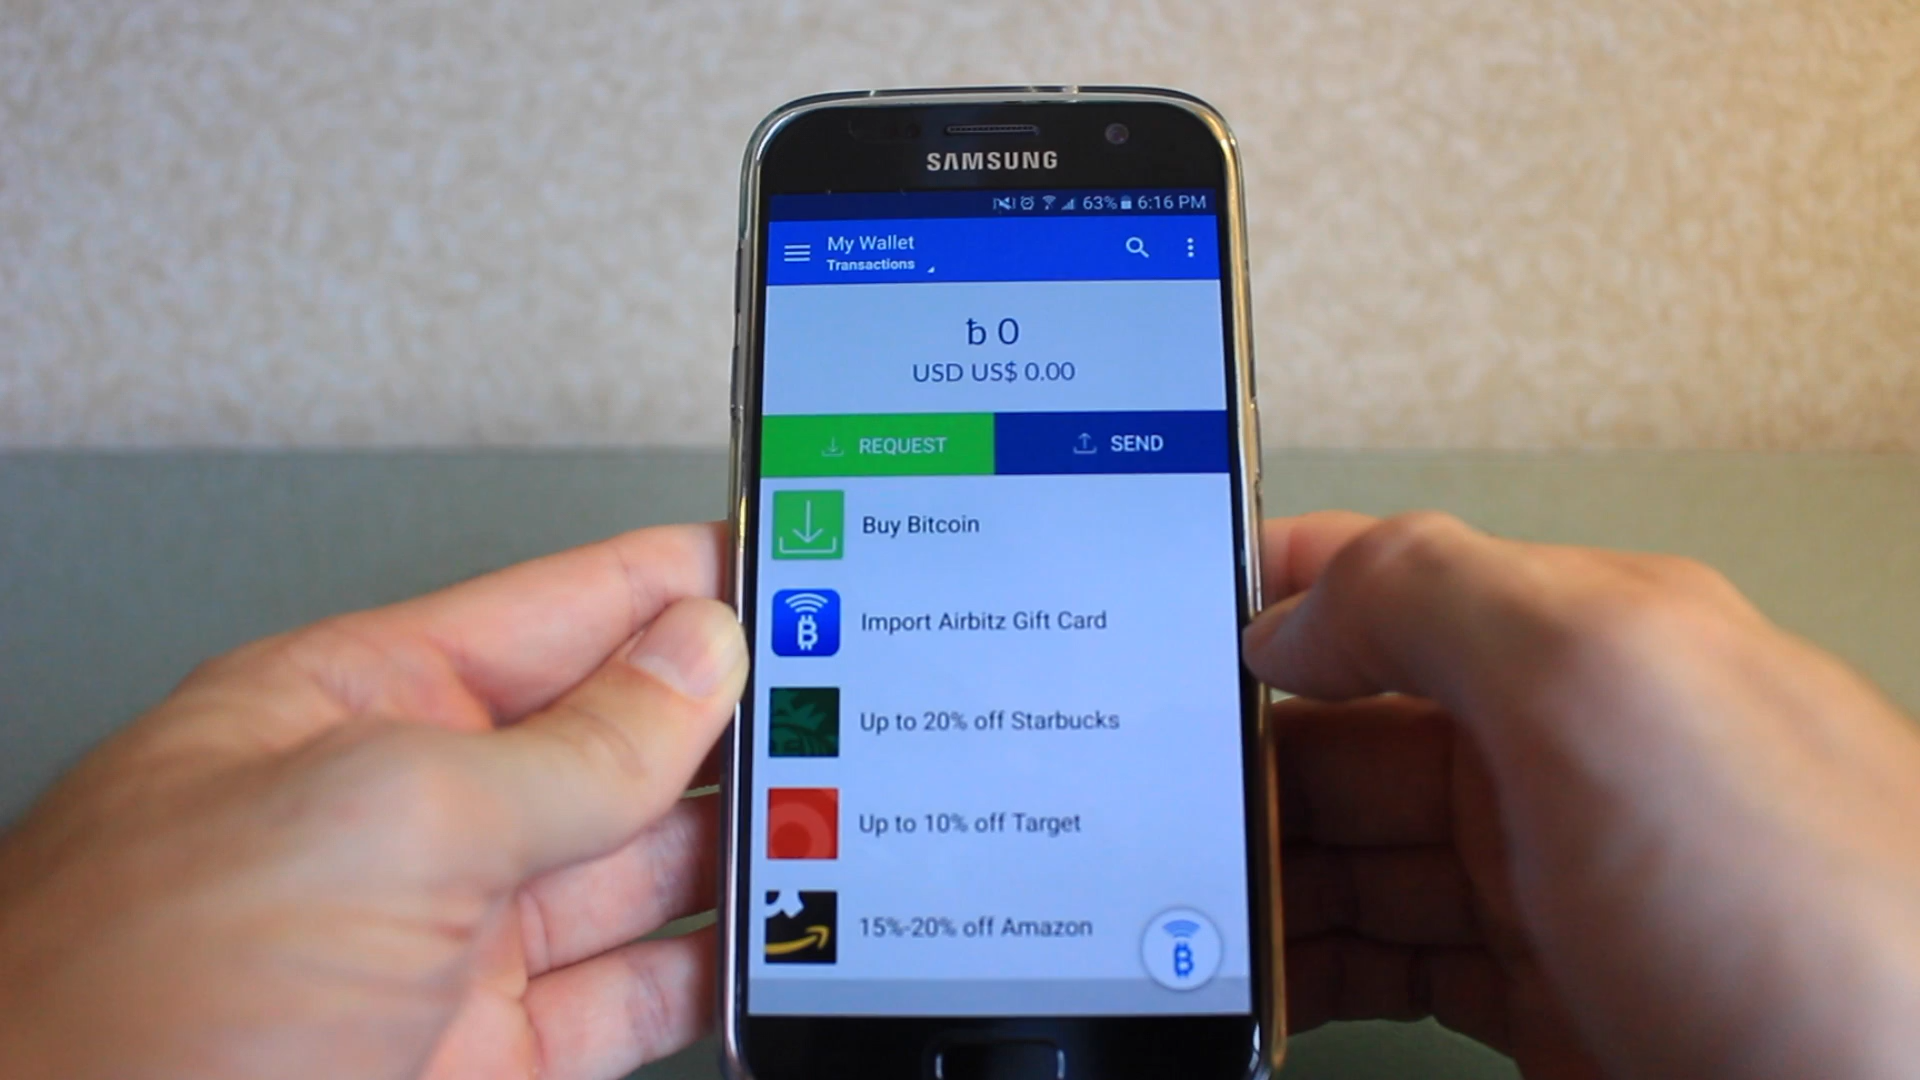 SAMSUNG
63% 6:16 PM
My Wallet
Transactions
ƀ 0
USD US$ 0.00
REQUEST
SEND
Buy Bitcoin
Import Airbitz Gift Card
Up to 20% off Starbucks
Up to 10% off Target
15%-20% off Amazon